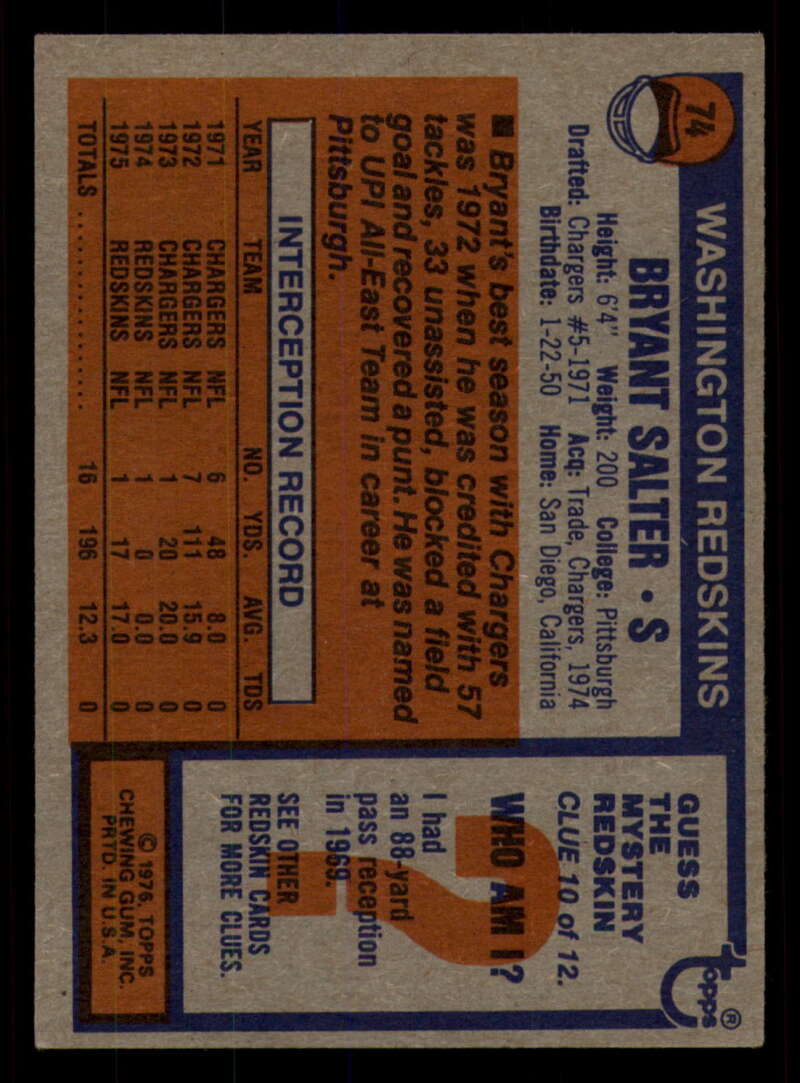 74
WASHINGTON REDSKINS
BRYANT SALTER • S
Height: 6'4" Weight: 200 College: Pittsburgh
Drafted: Chargers #5-1971 Acq: Trade, Chargers, 1974
Birthdate: 1-22-50 Home: San Diego, California
■ Bryant's best season with Chargers
was 1972 when he was credited with 57
tackles, 33 unassisted, blocked a field
goal and recovered a punt. He was named
to UPI All-East Team in career at
Pittsburgh.
INTERCEPTION RECORD
YEAR TEAM NO. YDS. AVG. TDS
1971 CHARGERS NFL 6 48 8.0 0
1972 CHARGERS NFL 7 111 15.9 0
1973 CHARGERS NFL 1 20 20.0 0
1974 REDSKINS NFL 1 0 0.0 0
1975 REDSKINS NFL 1 17 17.0 0
TOTALS .................. 16 196 12.3 0
topps®
GUESS
THE
MYSTERY
REDSKIN
CLUE 10 of 12.
?
WHO AM I?
I had
an 88-yard
pass reception
in 1969.
SEE OTHER
REDSKIN CARDS
FOR MORE CLUES.
© 1976, TOPPS
CHEWING GUM, INC.
PRTD. IN U.S.A.